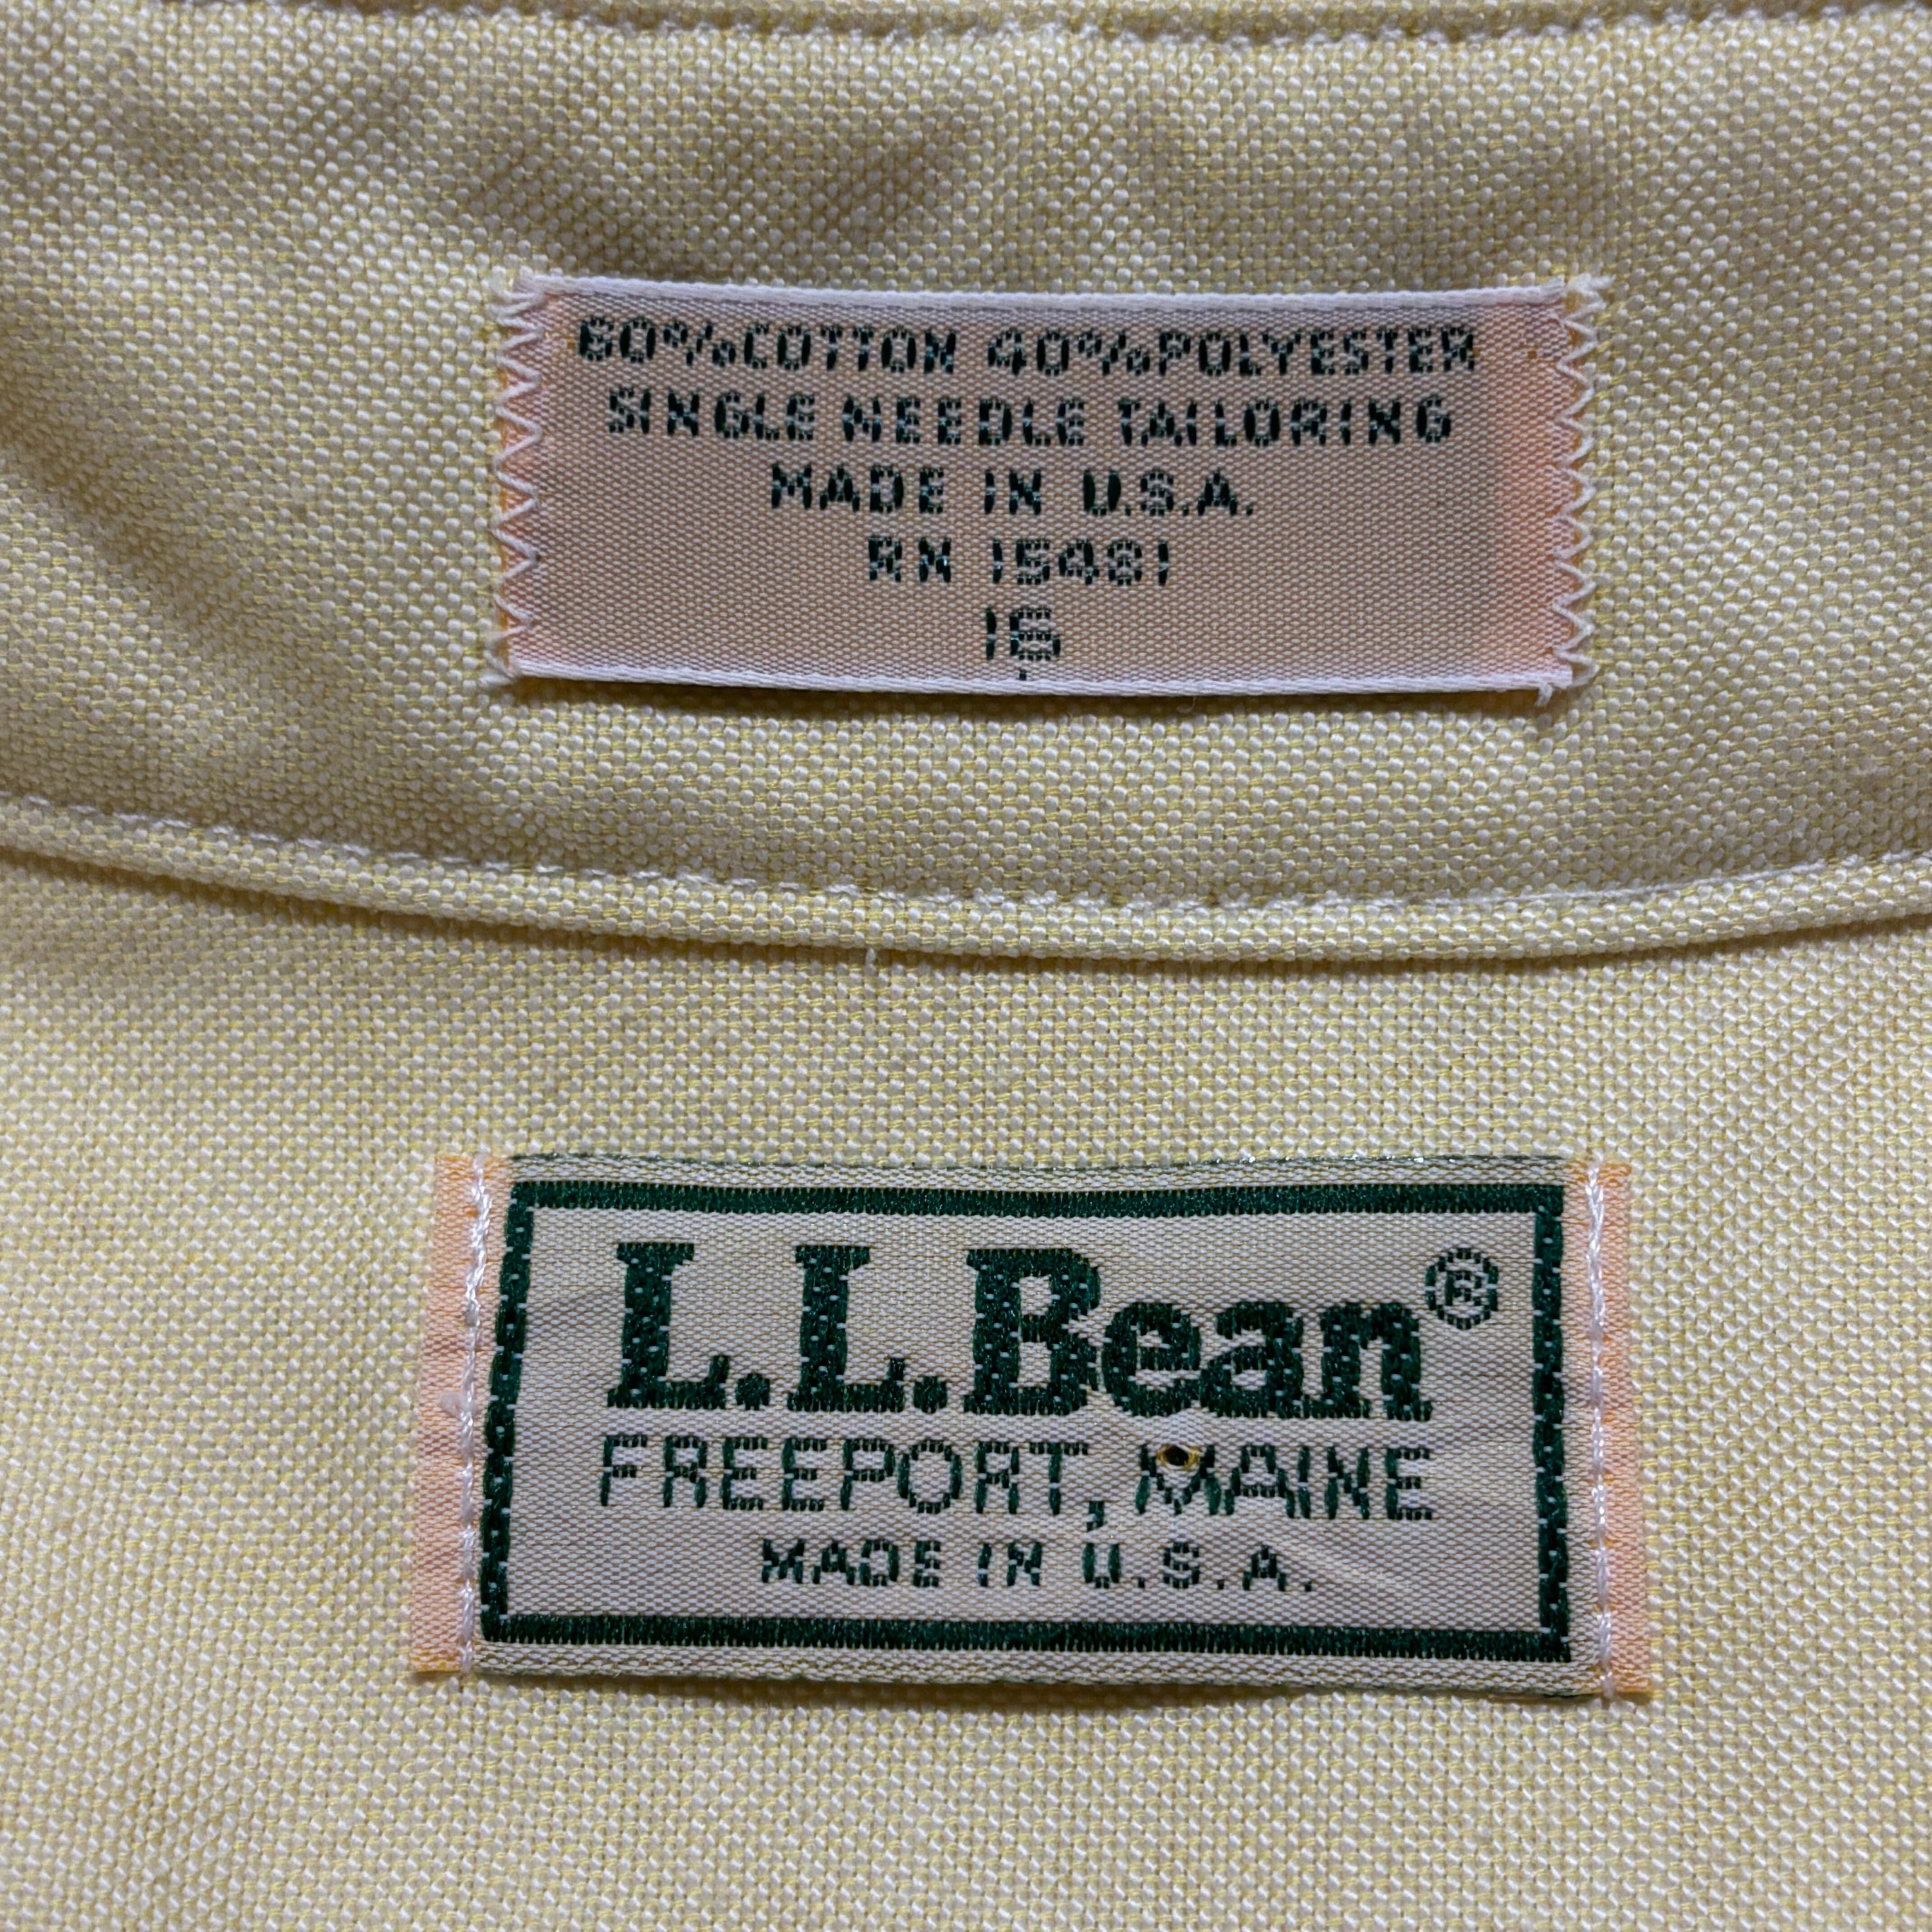 60% COTTON 40% POLYESTER
SINGLE NEEDLE TAILORING
MADE IN U.S.A.
RN 15481
16
L.L.Bean®
FREEPORT, MAINE
MADE IN U.S.A.